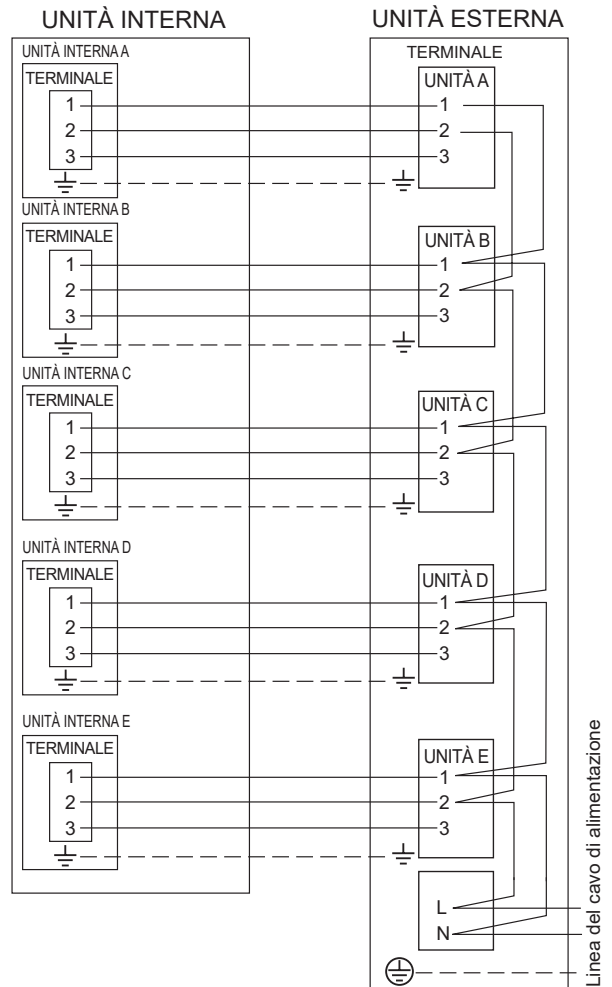 UNITÀ INTERNA
UNITÀ ESTERNA
UNITÀ INTERNA A
TERMINALE
1
2
3
TERMINALE
UNITÀ A
1
2
3
UNITÀ INTERNA B
TERMINALE
1
2
3
UNITÀ B
1
2
3
UNITÀ INTERNA C
TERMINALE
1
2
3
UNITÀ C
1
2
3
UNITÀ INTERNA D
TERMINALE
1
2
3
UNITÀ D
1
2
3
UNITÀ INTERNA E
TERMINALE
1
2
3
UNITÀ E
1
2
3
L
N
Linea del cavo di alimentazione